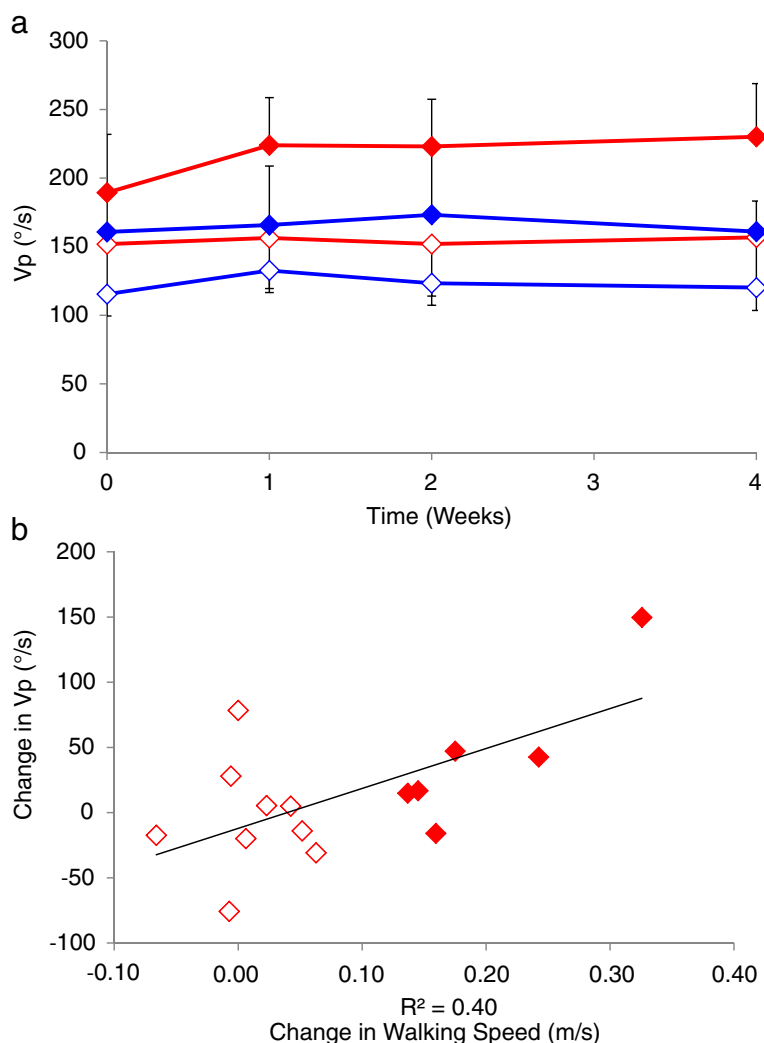 a
300
250
200
150
100
50
0
Vp (°/s)
0 1 2 3 4
Time (Weeks)
b
200
150
100
50
0
-50
-100
Change in Vp (°/s)
-0.10 0.00 0.10 0.20 0.30 0.40
R² = 0.40
Change in Walking Speed (m/s)